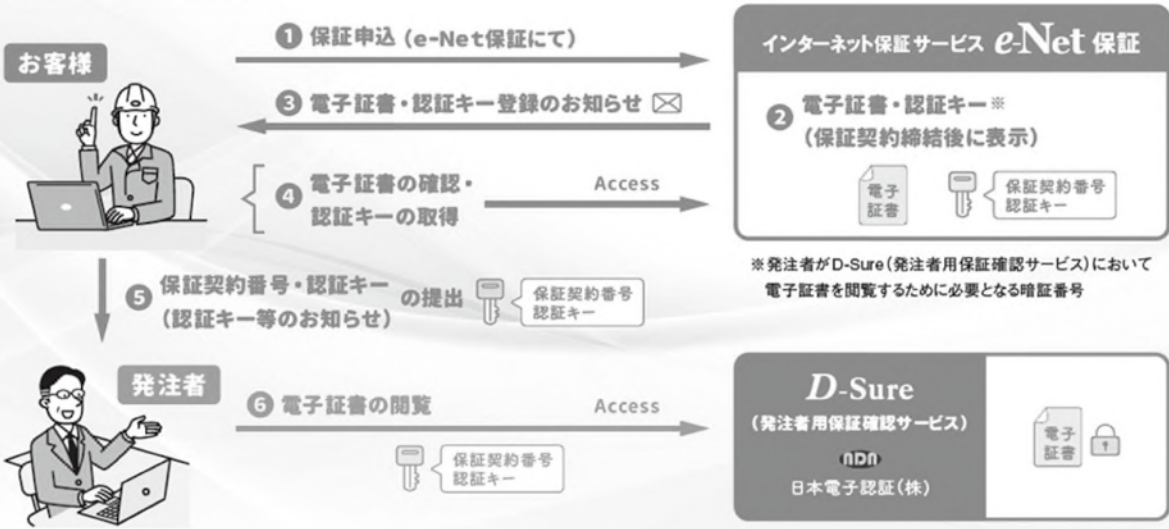 お客様
❶ 保証申込 (e-Net保証にて)
インターネット保証サービス e-Net 保証
❷ 電子証書・認証キー※
(保証契約締結後に表示)
電子
証書
保証契約番号
認証キー
❸ 電子証書・認証キー登録のお知らせ
❹ 電子証書の確認・
認証キーの取得
Access
※発注者がD-Sure(発注者用保証確認サービス)において
電子証書を閲覧するために必要となる暗証番号
❺ 保証契約番号・認証キー の提出
(認証キー等のお知らせ)
保証契約番号
認証キー
発注者
❻ 電子証書の閲覧
Access
保証契約番号
認証キー
D-Sure
(発注者用保証確認サービス)
NDN
日本電子認証(株)
電子
証書